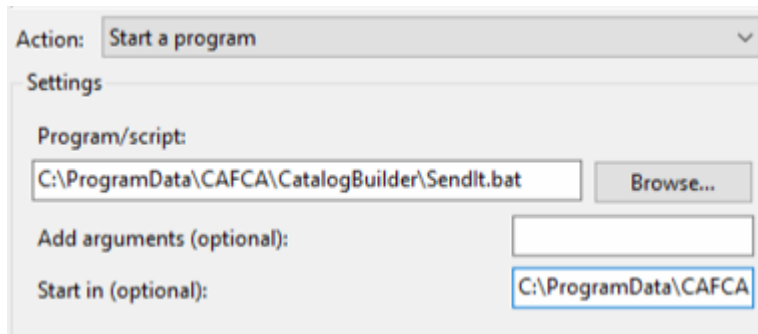 Action: Start a program
Settings
Program/script:
C:\ProgramData\CAFCA\CatalogBuilder\SendIt.bat Browse...
Add arguments (optional):
Start in (optional): C:\ProgramData\CAFCA